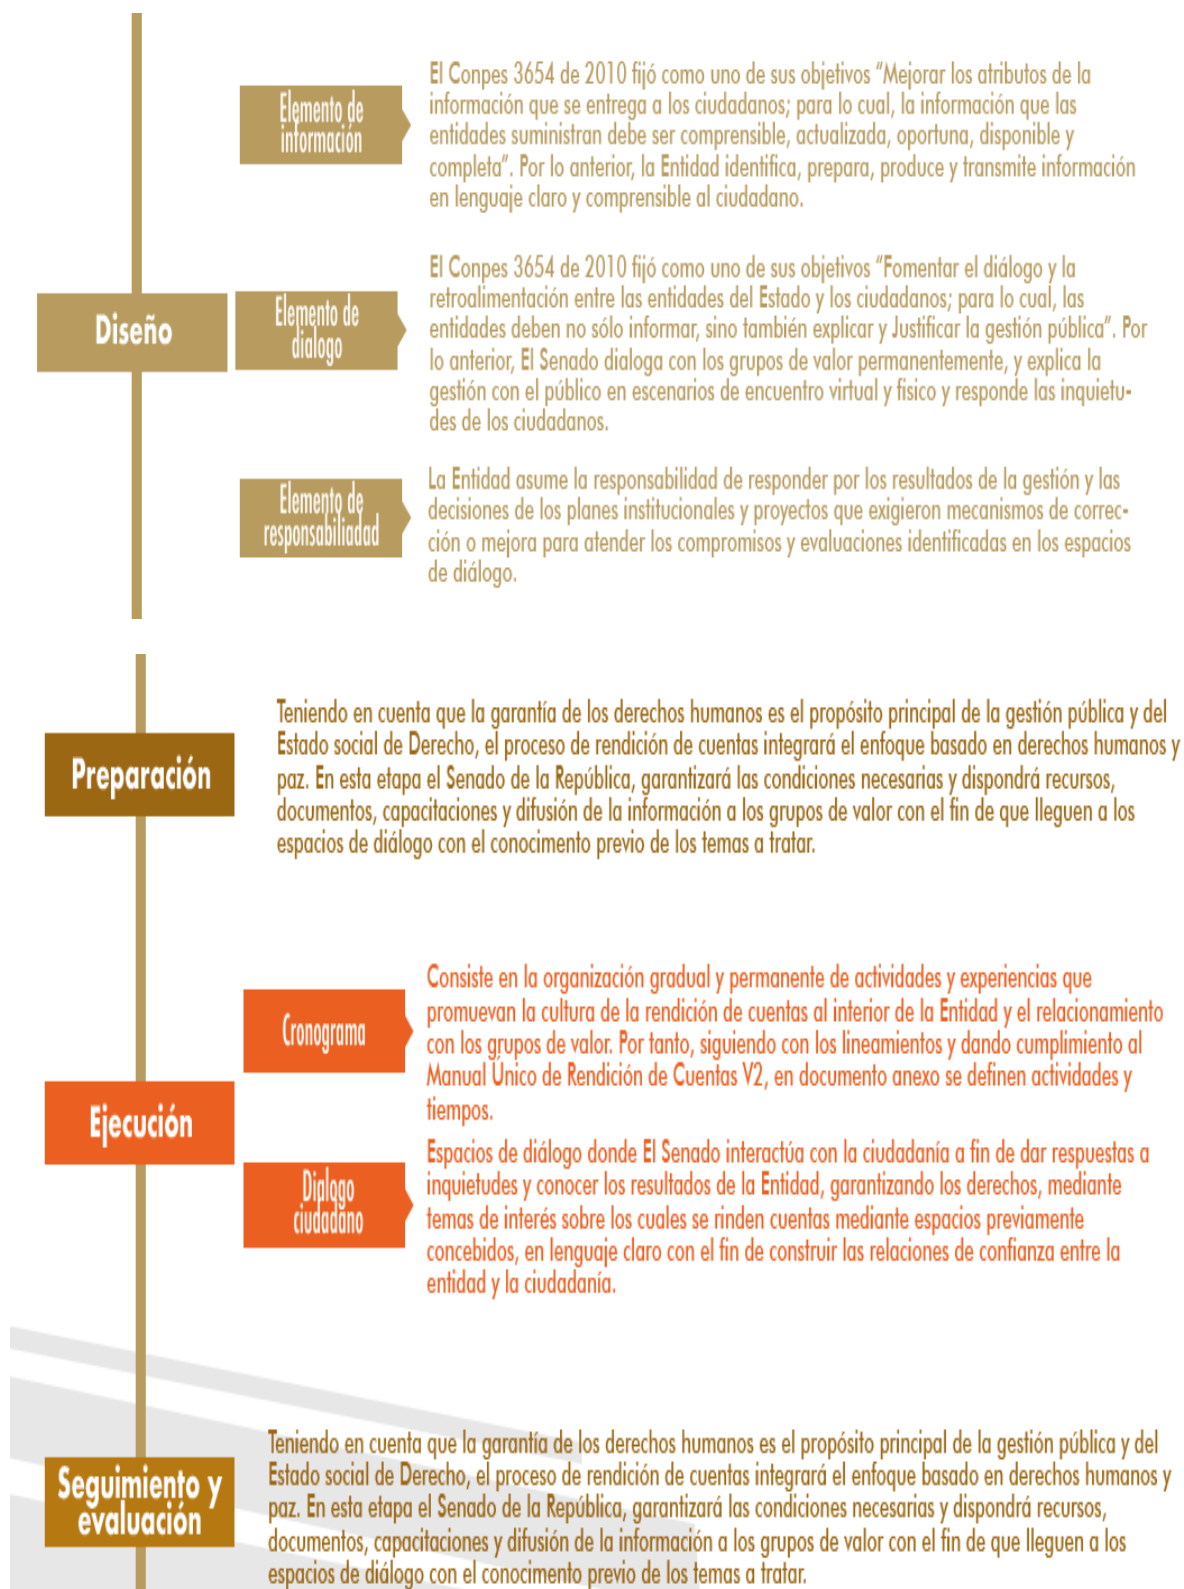 Elemento de
información
El Conpes 3654 de 2010 fijó como uno de sus objetivos “Mejorar los atributos de la
información que se entrega a los ciudadanos; para lo cual, la información que las
entidades suministran debe ser comprensible, actualizada, oportuna, disponible y
completa”. Por lo anterior, la Entidad identifica, prepara, produce y transmite información
en lenguaje claro y comprensible al ciudadano.
Diseño
Elemento de
dialogo
El Conpes 3654 de 2010 fijó como uno de sus objetivos “Fomentar el diálogo y la
retroalimentación entre las entidades del Estado y los ciudadanos; para lo cual, las
entidades deben no sólo informar, sino también explicar y Justificar la gestión pública”. Por
lo anterior, El Senado dialoga con los grupos de valor permanentemente, y explica la
gestión con el público en escenarios de encuentro virtual y fisico y responde las inquietu-
des de los ciudadanos.
Elemento de
responsabiliadad
La Entidad asume la responsabilidad de responder por los resultados de la gestión y las
decisiones de los planes institucionales y proyectos que exigieron mecanismos de correc-
ción o mejora para atender los compromisos y evaluaciones identificadas en los espacios
de diálogo.
Preparación
Teniendo en cuenta que la garantía de los derechos humanos es el propósito principal de la gestión pública y del
Estado social de Derecho, el proceso de rendición de cuentas integrará el enfoque basado en derechos humanos y
paz. En esta etapa el Senado de la República, garantizará las condiciones necesarias y dispondrá recursos,
documentos, capacitaciones y difusión de la información a los grupos de valor con el fin de que lleguen a los
espacios de diálogo con el conocimiento previo de los temas a tratar.
Ejecución
Cronograma
Consiste en la organización gradual y permanente de actividades y experiencias que
promuevan la cultura de la rendición de cuentas al interior de la Entidad y el relacionamiento
con los grupos de valor. Por tanto, siguiendo con los lineamientos y dando cumplimiento al
Manual Único de Rendición de Cuentas V2, en documento anexo se definen actividades y
tiempos.
Dialogo
ciudadano
Espacios de diálogo donde El Senado interactúa con la ciudadanía a fin de dar respuestas a
inquietudes y conocer los resultados de la Entidad, garantizando los derechos, mediante
temas de interés sobre los cuales se rinden cuentas mediante espacios previamente
concebidos, en lenguaje claro con el fin de construir las relaciones de confianza entre la
entidad y la ciudadanía.
Seguimiento y
evaluación
Teniendo en cuenta que la garantía de los derechos humanos es el propósito principal de la gestión pública y del
Estado social de Derecho, el proceso de rendición de cuentas integrará el enfoque basado en derechos humanos y
paz. En esta etapa el Senado de la República, garantizará las condiciones necesarias y dispondrá recursos,
documentos, capacitaciones y difusión de la información a los grupos de valor con el fin de que lleguen a los
espacios de diálogo con el conocimiento previo de los temas a tratar.